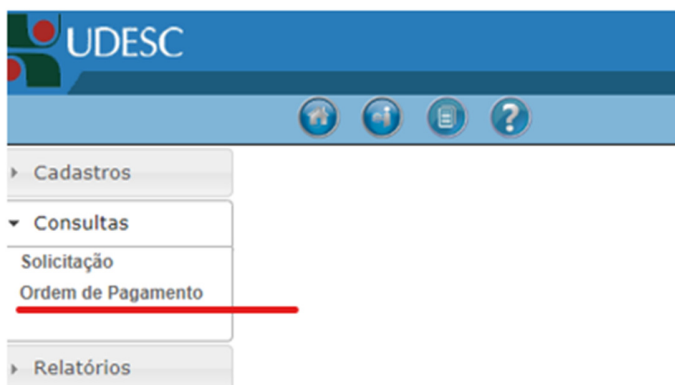 UDESC
Cadastros
Consultas
Solicitação
Ordem de Pagamento
Relatórios